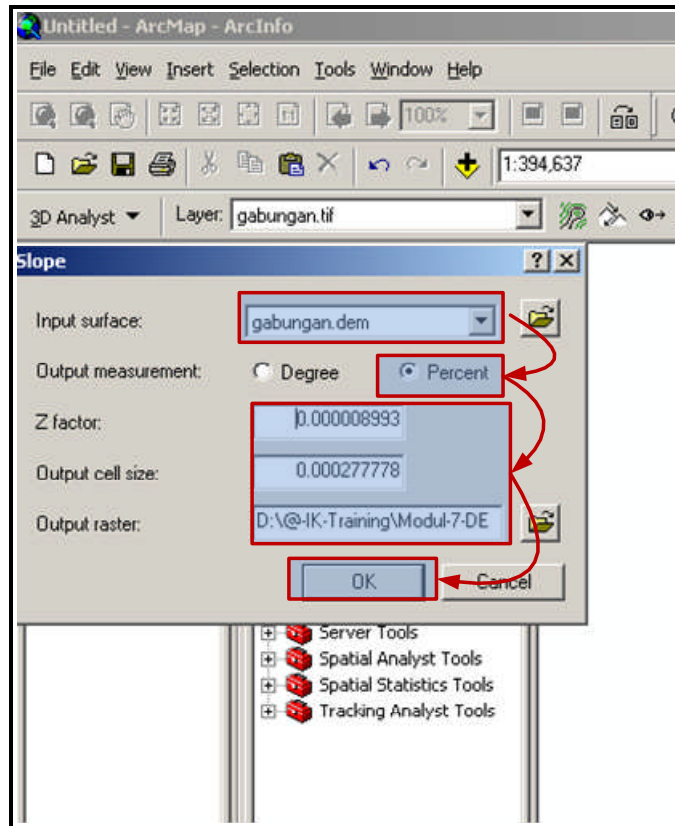 Untitled - ArcMap - ArcInfo
File Edit View Insert Selection Tools Window Help
100%
1:394,637
3D Analyst Layer: gabungan.tif
Slope
Input surface: gabungan.dem
Output measurement: Degree Percent
Z factor: 0.000008993
Output cell size: 0.000277778
Output raster: D:\@-IK-Training\Modul-7-DE
OK Cancel
Server Tools
Spatial Analyst Tools
Spatial Statistics Tools
Tracking Analyst Tools